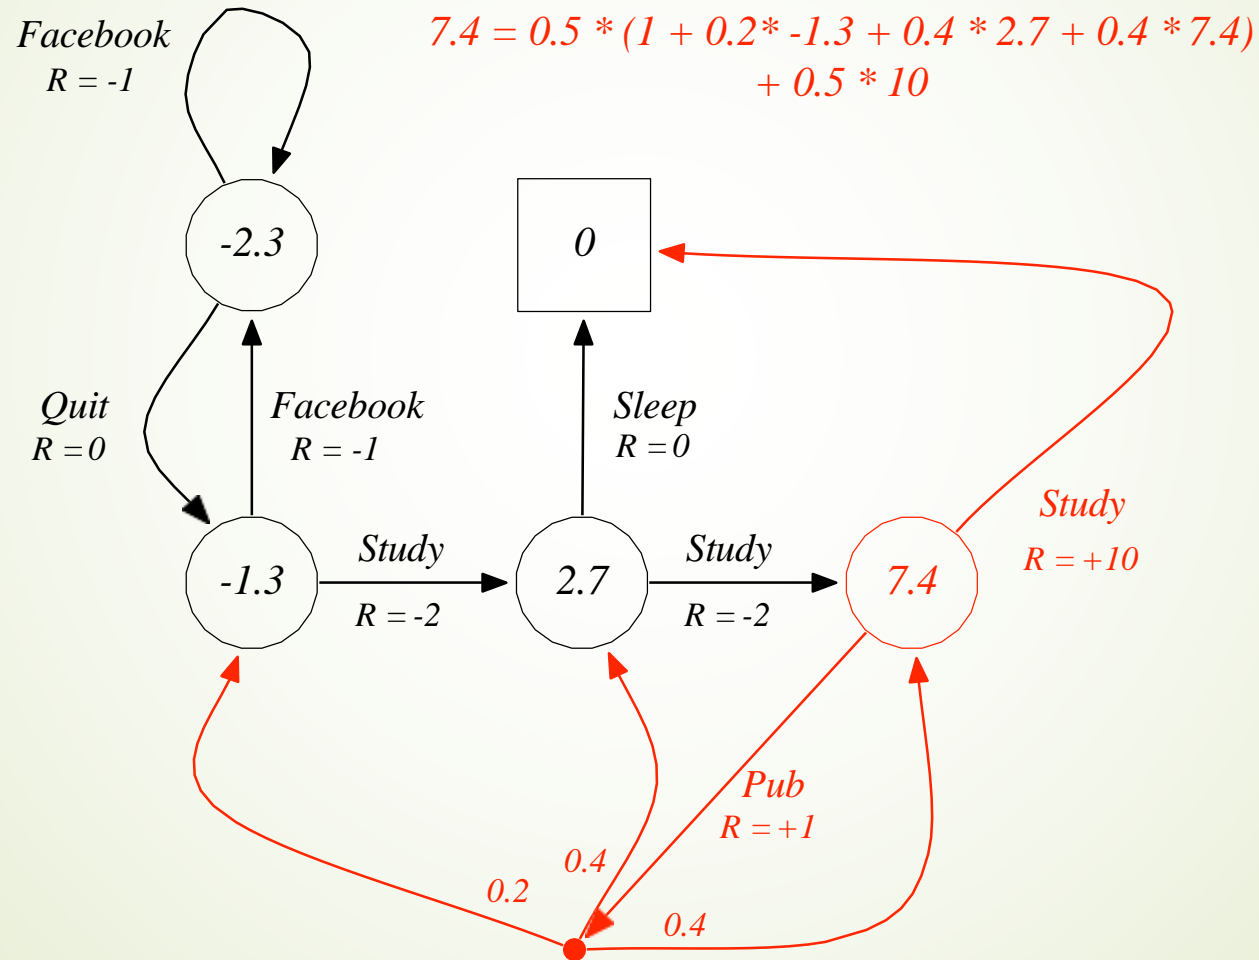 Facebook
R = -1
7.4 = 0.5 * (1 + 0.2* -1.3 + 0.4 * 2.7 + 0.4 * 7.4)
+ 0.5 * 10
-2.3
0
Quit
R = 0
Facebook
R = -1
Sleep
R = 0
-1.3
Study
R = -2
2.7
Study
R = -2
7.4
Study
R = +10
Pub
R = +1
0.2
0.4
0.4